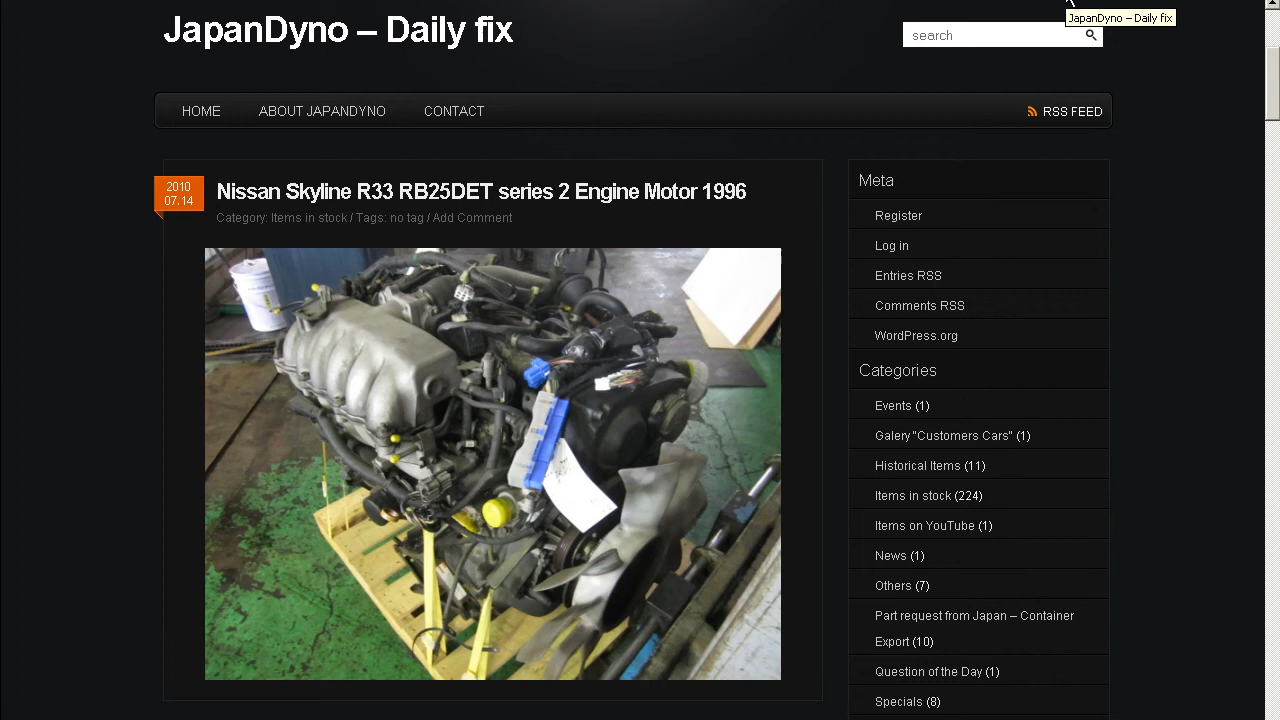 JapanDyno – Daily fix
JapanDyno – Daily fix
search
HOME
ABOUT JAPANDYNO
CONTACT
RSS FEED
2010
07.14
Nissan Skyline R33 RB25DET series 2 Engine Motor 1996
Category: Items in stock / Tags: no tag / Add Comment
Meta
Register
Log in
Entries RSS
Comments RSS
WordPress.org
Categories
Events (1)
Galery "Customers Cars" (1)
Historical Items (11)
Items in stock (224)
Items on YouTube (1)
News (1)
Others (7)
Part request from Japan – Container
Export (10)
Question of the Day (1)
Specials (8)